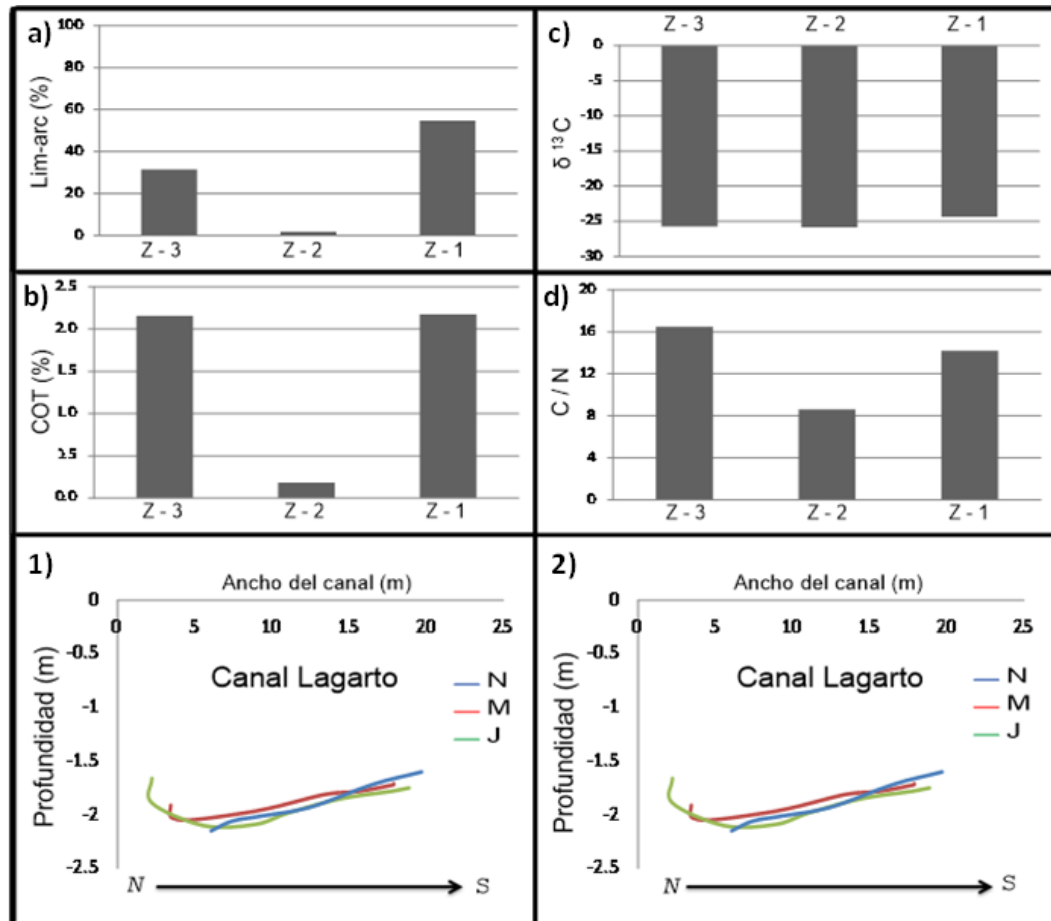 a)
Lim-arc (%)
100
80
60
40
20
0
Z - 3 Z - 2 Z - 1
c)
Z - 3 Z - 2 Z - 1
δ 13C
0
-5
-10
-15
-20
-25
-30
b)
COT (%)
2.5
2.0
1.5
1.0
0.5
0.0
Z - 3 Z - 2 Z - 1
d)
C / N
20
16
12
8
4
0
Z - 3 Z - 2 Z - 1
1)
Ancho del canal (m)
0 5 10 15 20 25
Profundidad (m)
0
-0.5
-1
-1.5
-2
-2.5
Canal Lagarto
N
M
J
N S
2)
Ancho del canal (m)
0 5 10 15 20 25
Profundidad (m)
0
-0.5
-1
-1.5
-2
-2.5
Canal Lagarto
N
M
J
N S